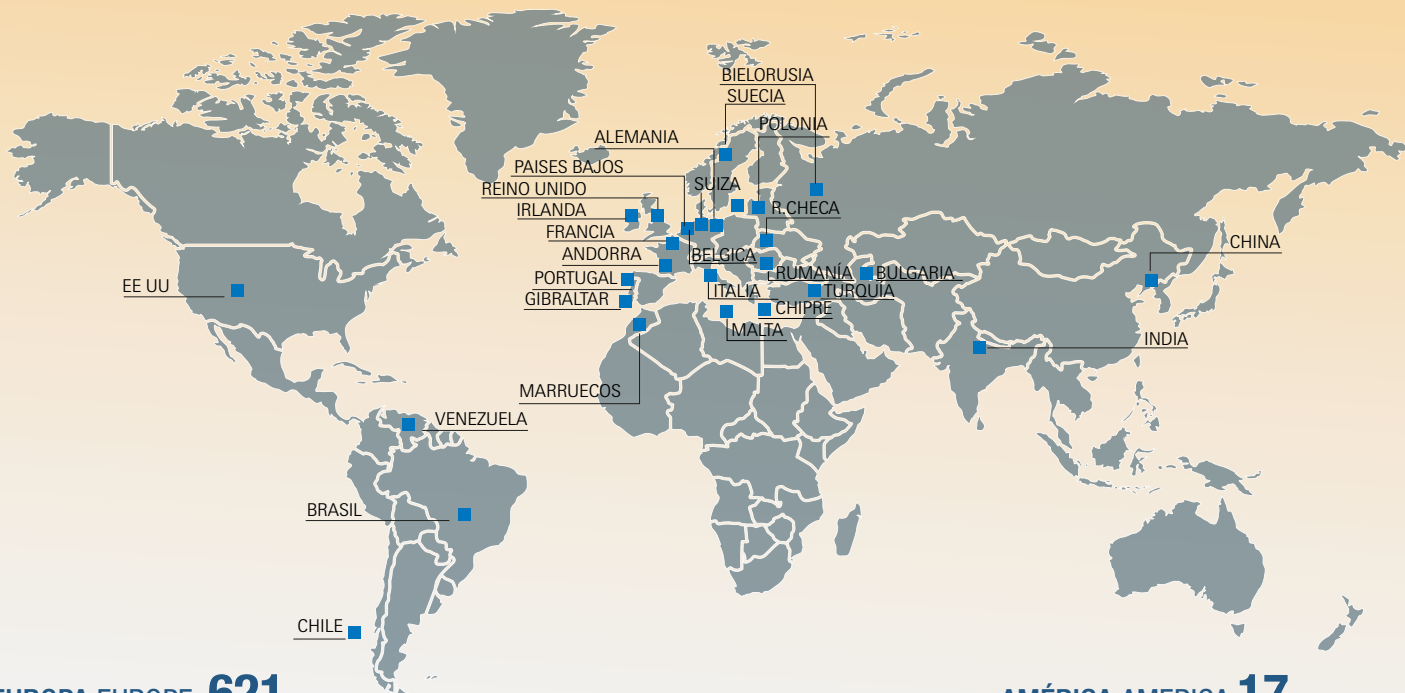 BIELORUSIA
SUECIA
POLONIA
ALEMANIA
PAISES BAJOS
SUIZA
REINO UNIDO
IRLANDA
R.CHECA
FRANCIA
CHINA
ANDORRA
BELGICA
RUMANÍA
BULGARIA
PORTUGAL
EE UU
ITALIA
TURQUÍA
GIBRALTAR
CHIPRE
MALTA
INDIA
MARRUECOS
VENEZUELA
BRASIL
CHILE
EUROPA EUROPE 621
AMÉRICA AMERICA 17